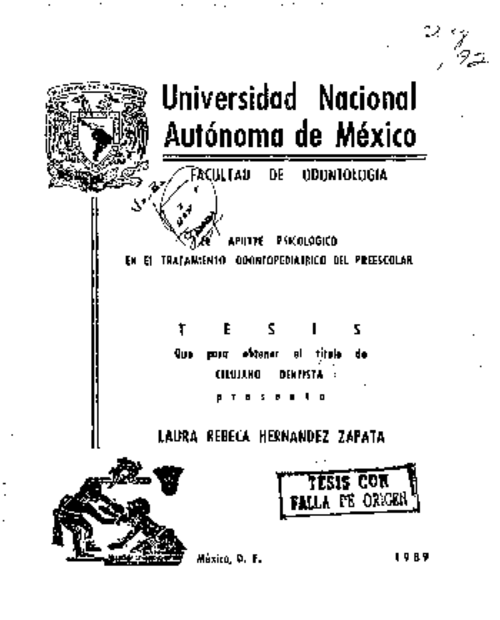 Universidad Nacional
Autónoma de México
FACULTAD DE ODONTOLOGIA
PSICOLOGICO
EN El TRATAMIENTO ODONTOPEDIATRICO DEL PREESCOLAR
T E S I S
Que para obtener el título de
CIRUJANO DENTISTA
p r e s e n t a
LAURA REBECA HERNANDEZ ZAPATA
TESIS CON
FALLA DE ORIGEN
México, D. F. 1989